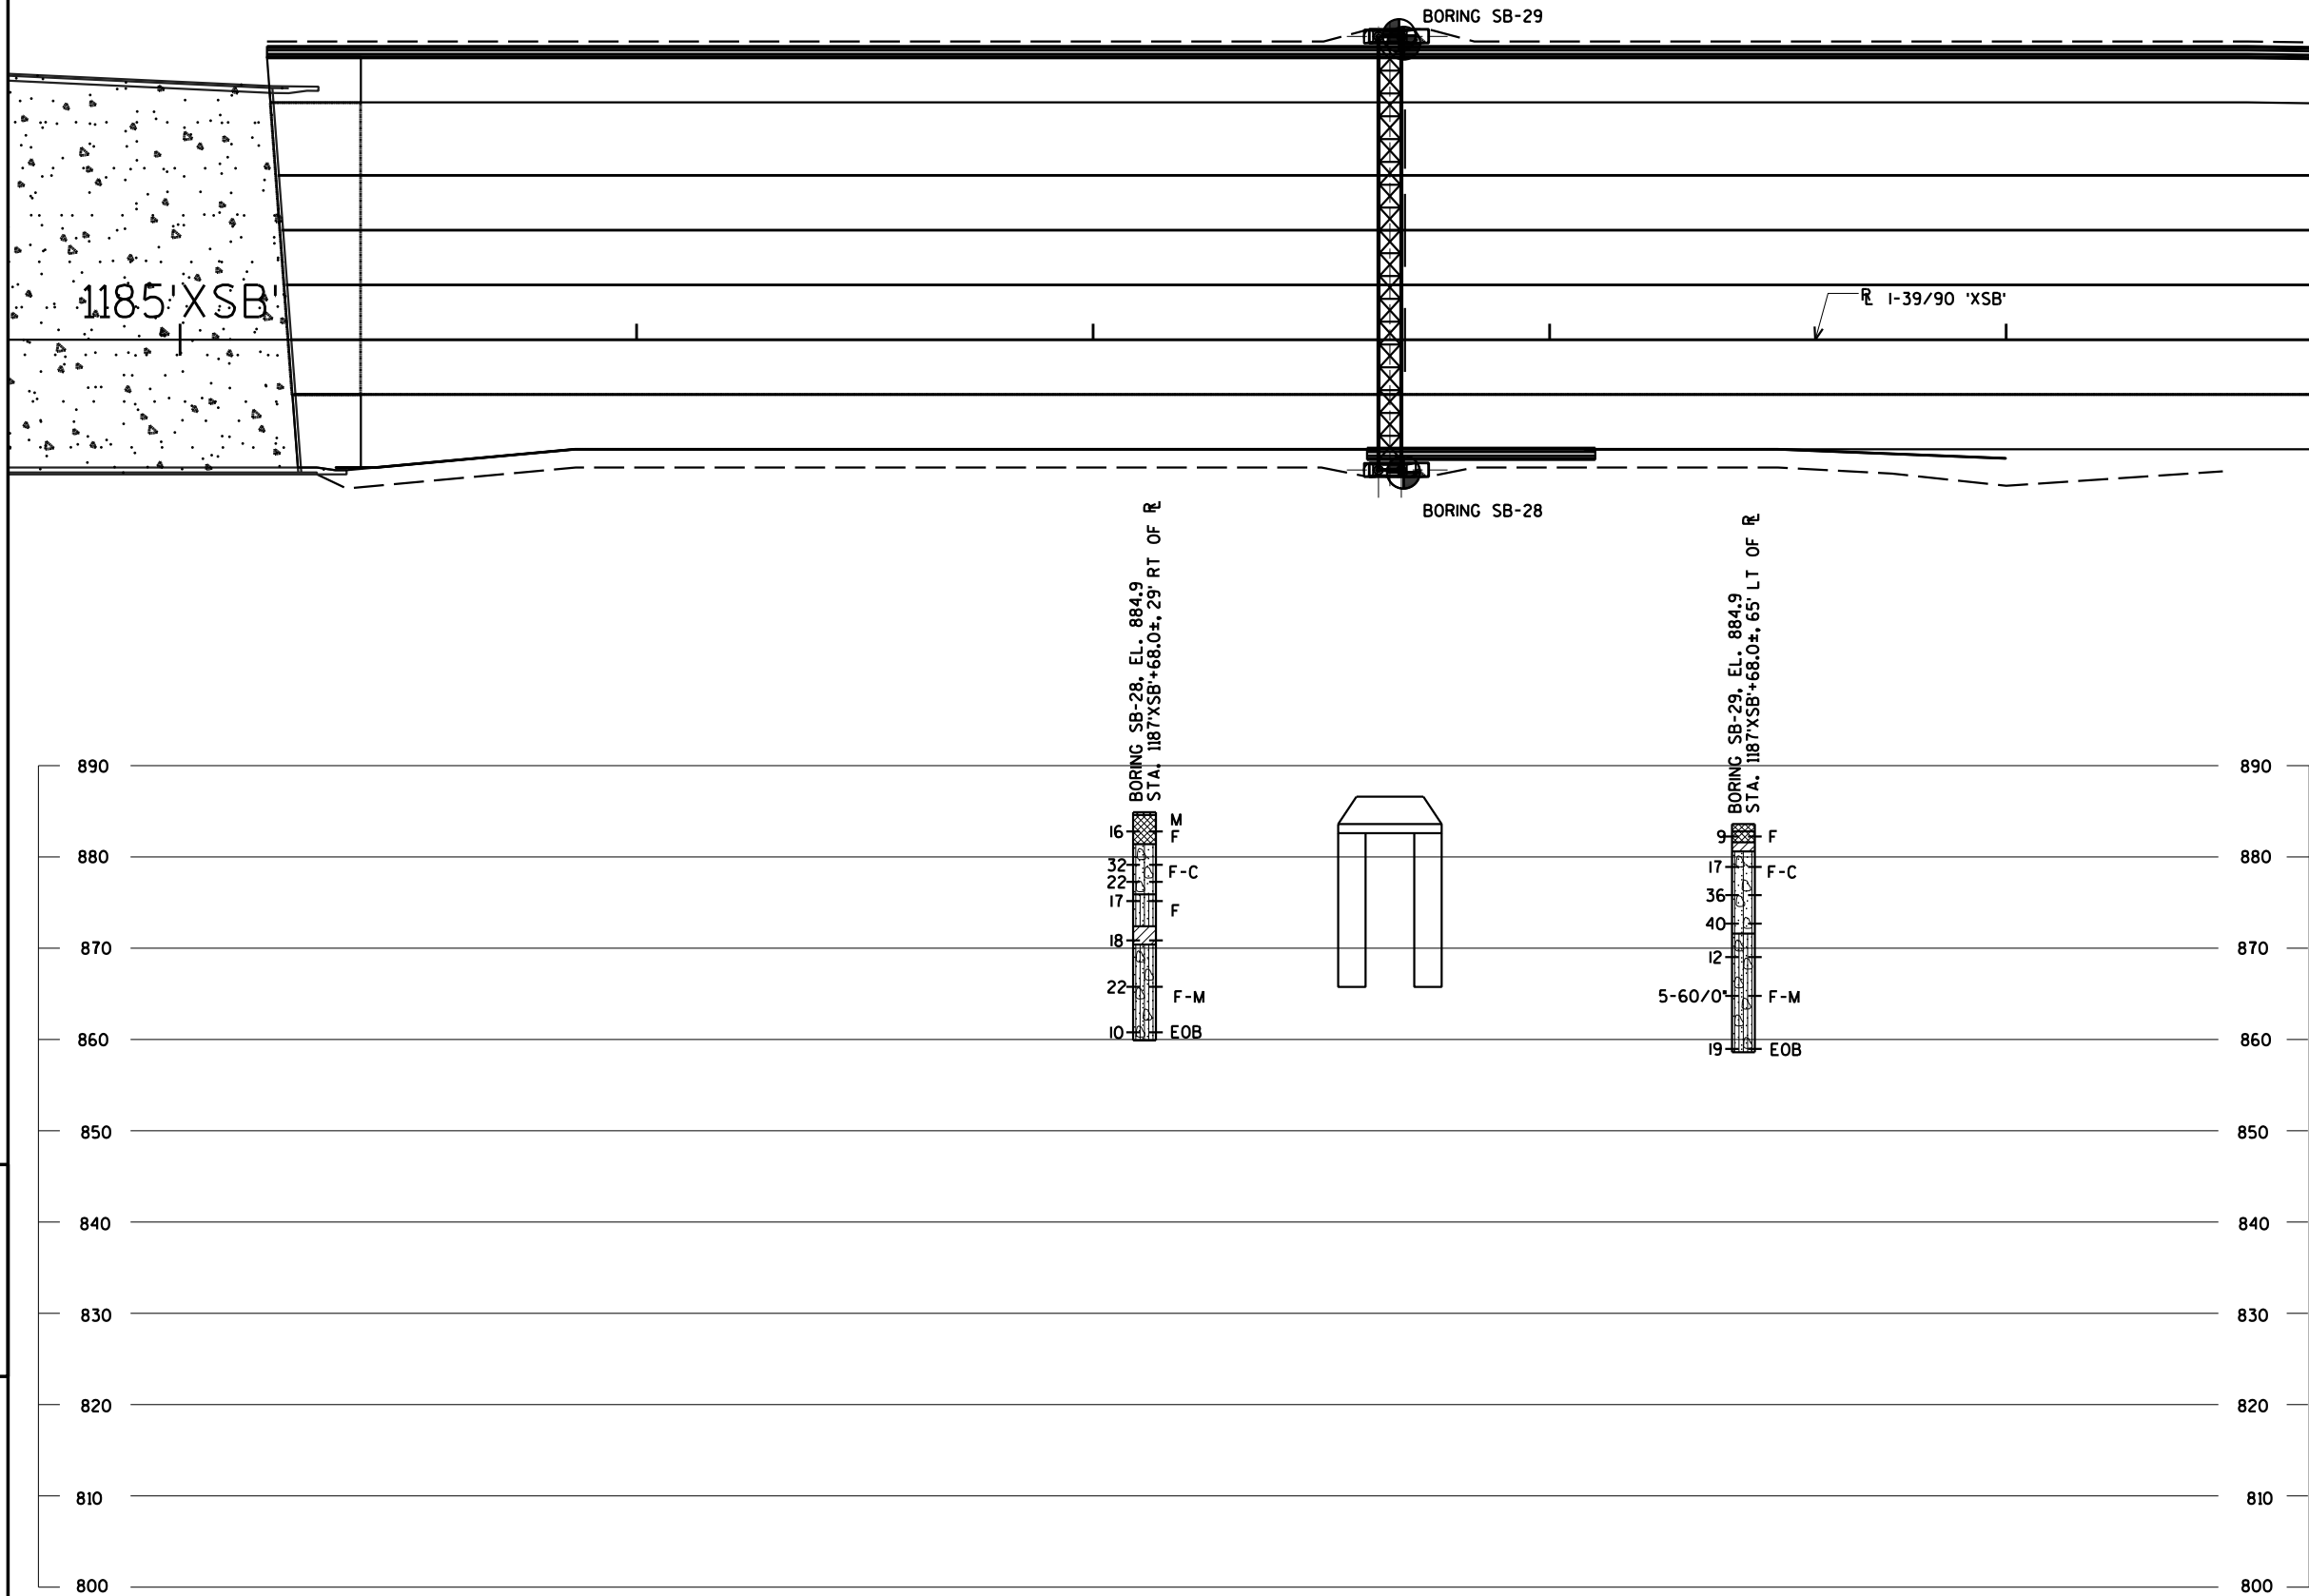 BORING SB-29
1185'XSB'
PL I-39/90 'XSB'
BORING SB-28
BORING SB-28, EL. 884.9
STA. 1187'XSB'+68.0±, 29' RT OF RL
BORING SB-29, EL. 884.9
STA. 1187'XSB'+68.0±, 65' LT OF RL
890 890
M
16 F
9 F
880 880
32
F-C
22
17
F
17
F-C
36
40
18
870 870
12
22
F-M
5-60/0"
F-M
10 EOB
860 860
19 EOB
850 850
840 840
830 830
820 820
810 810
800 800